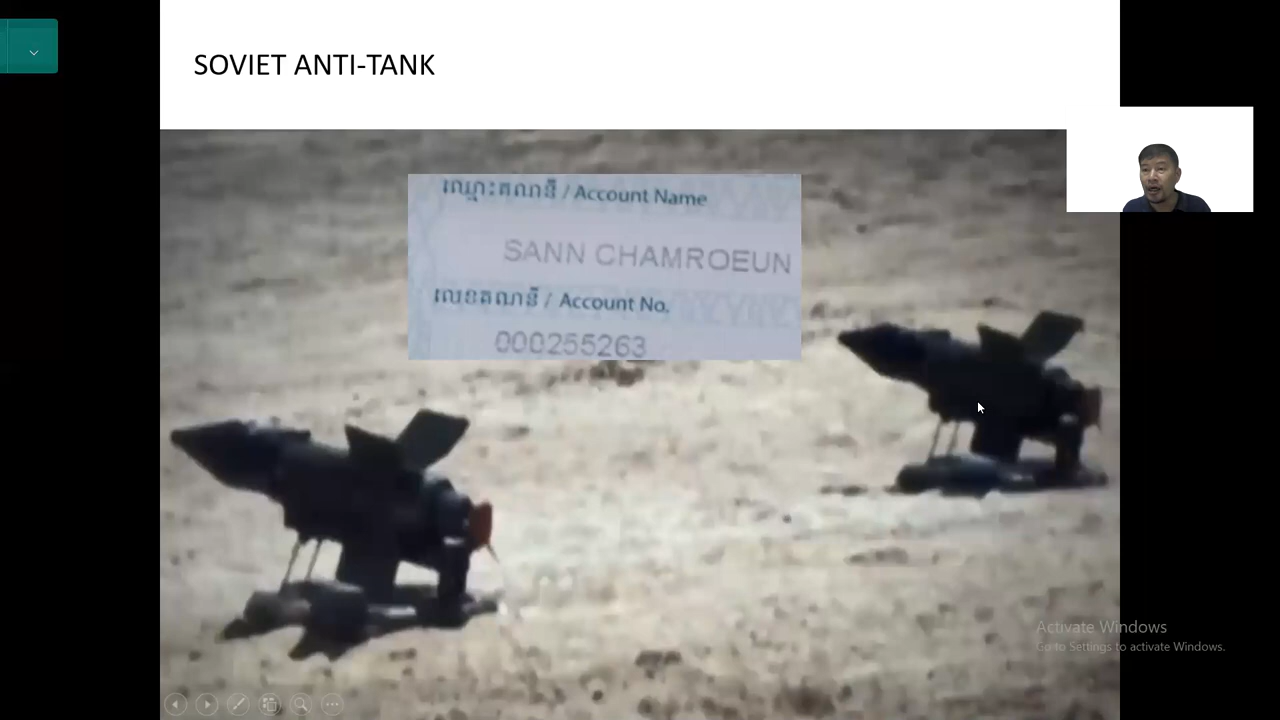 SOVIET ANTI-TANK
ឈ្មោះគណនី / Account Name
SANN CHAMROEUN
លេខគណនី / Account No.
000255263
Activate Windows
Go to Settings to activate Windows.